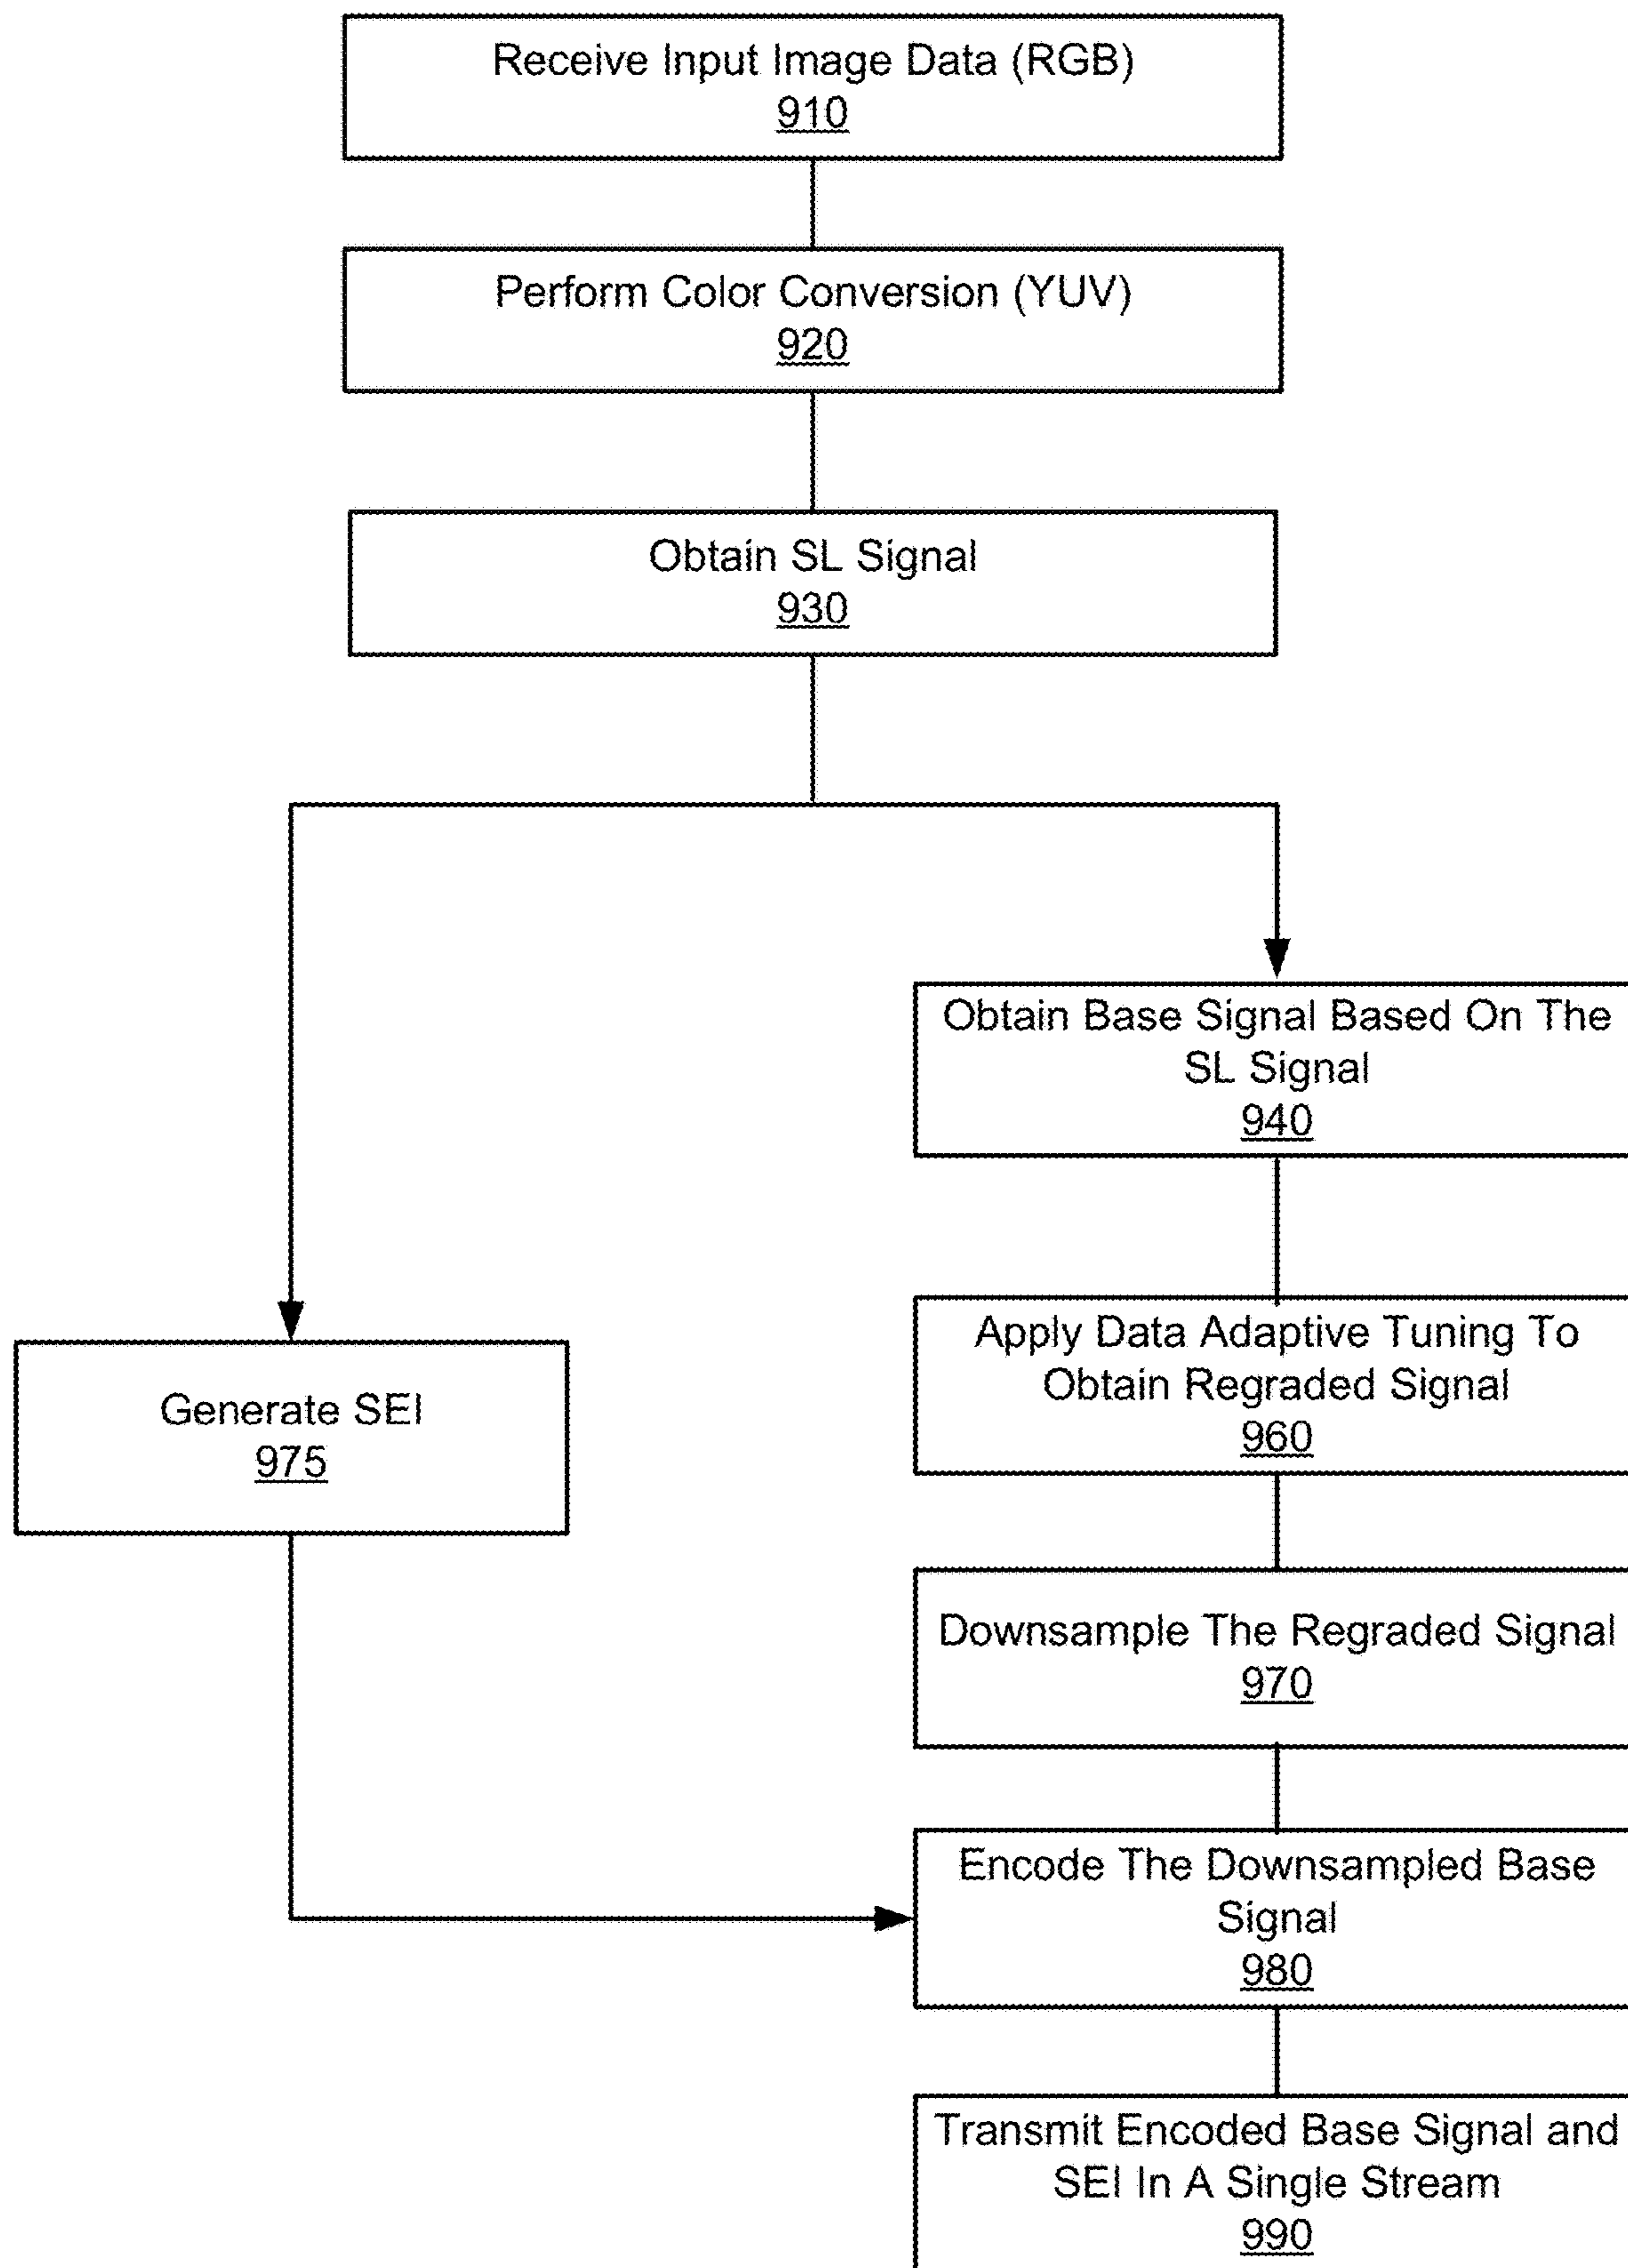 Receive Input Image Data (RGB)
910
Perform Color Conversion (YUV)
920
Obtain SL Signal
930
Obtain Base Signal Based On The
SL Signal
940
Apply Data Adaptive Tuning To
Obtain Regraded Signal
960
Generate SEI
975
Downsample The Regraded Signal
970
Encode The Downsampled Base
Signal
980
Transmit Encoded Base Signal and
SEI In A Single Stream
990